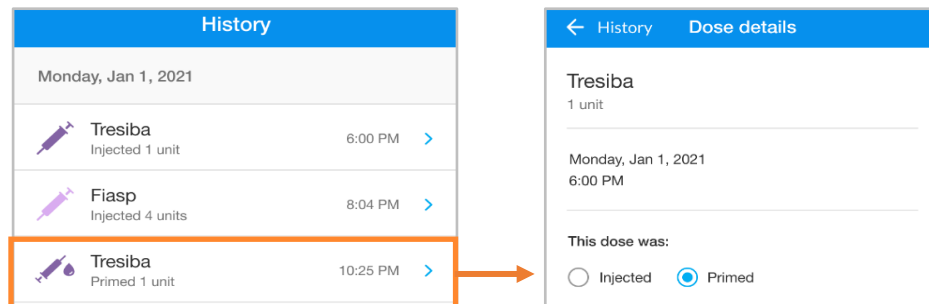 History
Monday, Jan 1, 2021
Tresiba
Injected 1 unit
6:00 PM
Fiasp
Injected 4 units
8:04 PM
Tresiba
Primed 1 unit
10:25 PM
History Dose details
Tresiba
1 unit
Monday, Jan 1, 2021
6:00 PM
This dose was:
Injected Primed